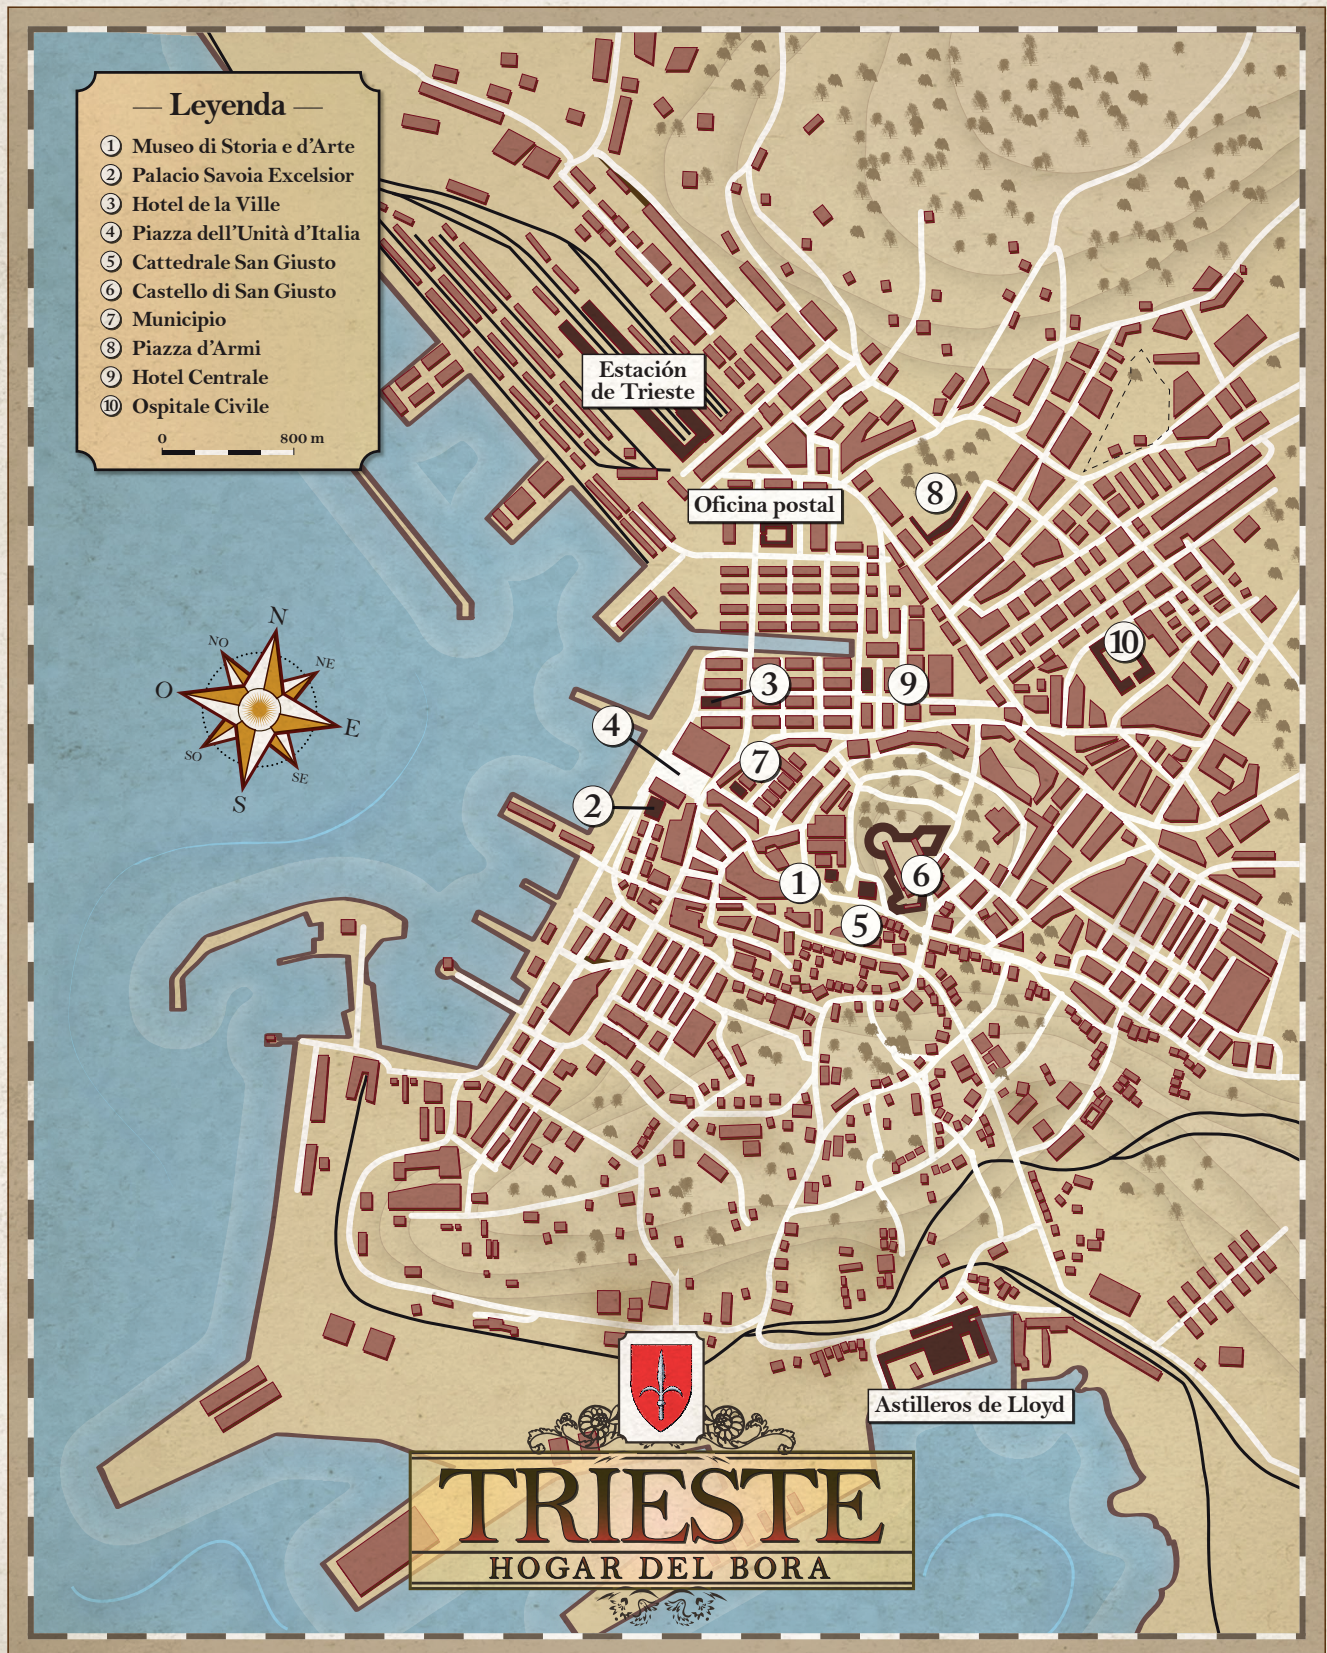 Leyenda
1 Museo di Storia e d'Arte
2 Palacio Savoia Excelsior
3 Hotel de la Ville
4 Piazza dell'Unità d'Italia
5 Cattedrale San Giusto
6 Castello di San Giusto
7 Municipio
8 Piazza d'Armi
9 Hotel Centrale
10 Ospitale Civile
0 800 m
Estación
de Trieste
Oficina postal
8
N
NO NE
O E
SO SE
S
10
3
9
4
7
2
1
6
5
Astilleros de Lloyd
TRIESTE
HOGAR DEL BORA